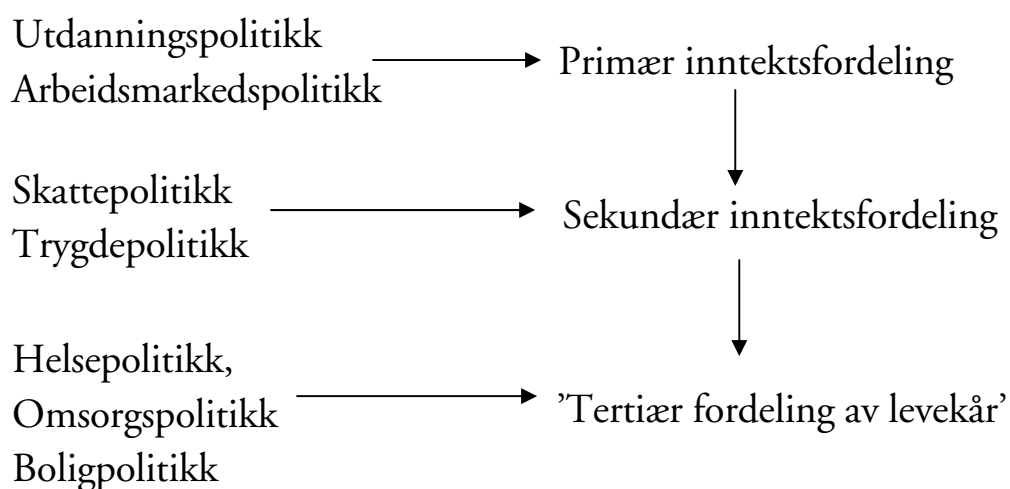 Utdanningspolitikk
Arbeidsmarkedspolitikk
Primær inntektsfordeling
Skattepolitikk
Trygdepolitikk
Sekundær inntektsfordeling
Helsepolitikk,
Omsorgspolitikk
Boligpolitikk
’Tertiær fordeling av levekår’